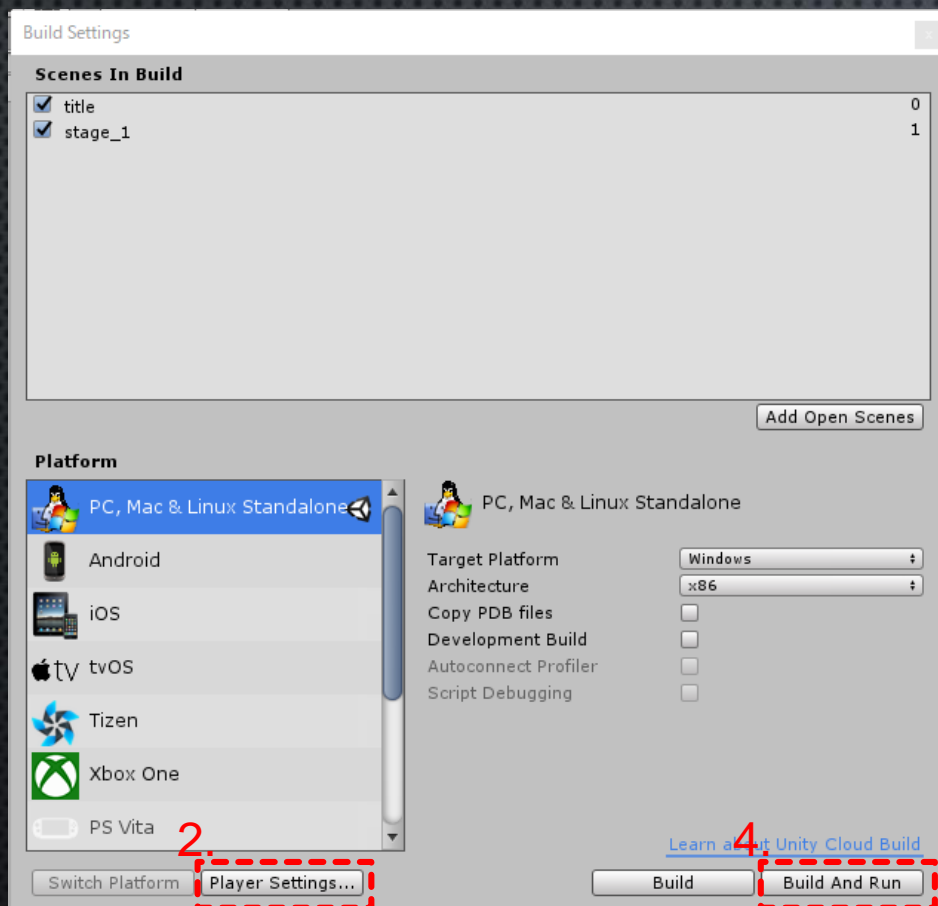 Build Settings
x
Scenes In Build
title 0
stage_1 1
Add Open Scenes
Platform
PC, Mac & Linux Standalone
Android
iOS
tv tvOS
Tizen
Xbox One
PS Vita
PC, Mac & Linux Standalone
Target Platform Windows
Architecture x86
Copy PDB files
Development Build
Autoconnect Profiler
Script Debugging
2.
4.
Learn about Unity Cloud Build
Switch Platform Player Settings... Build Build And Run